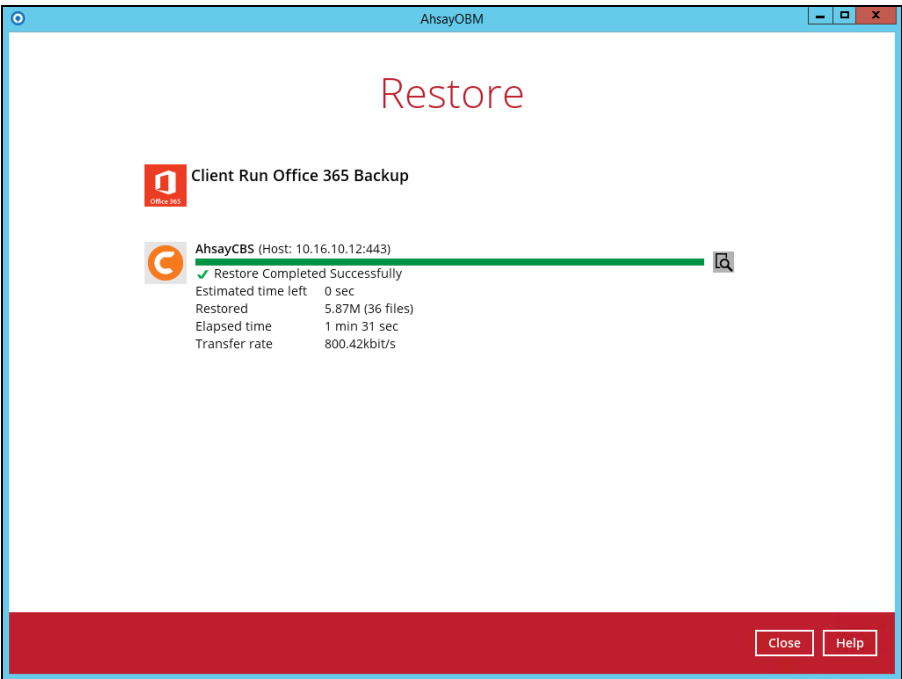 AhsayOBM
Restore
Client Run Office 365 Backup
Office 365
AhsayCBS (Host: 10.16.10.12:443)
Restore Completed Successfully
Estimated time left 0 sec
Restored 5.87M (36 files)
Elapsed time 1 min 31 sec
Transfer rate 800.42kbit/s
Close Help